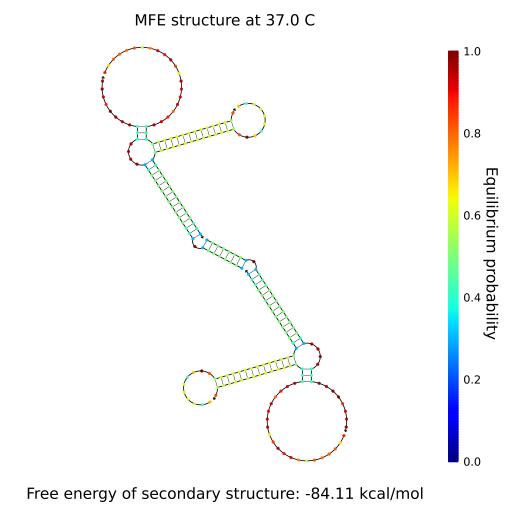 MFE structure at 37.0 C
1.0
0.8
0.6
0.4
0.2
0.0
Equilibrium probability
Free energy of secondary structure: -84.11 kcal/mol